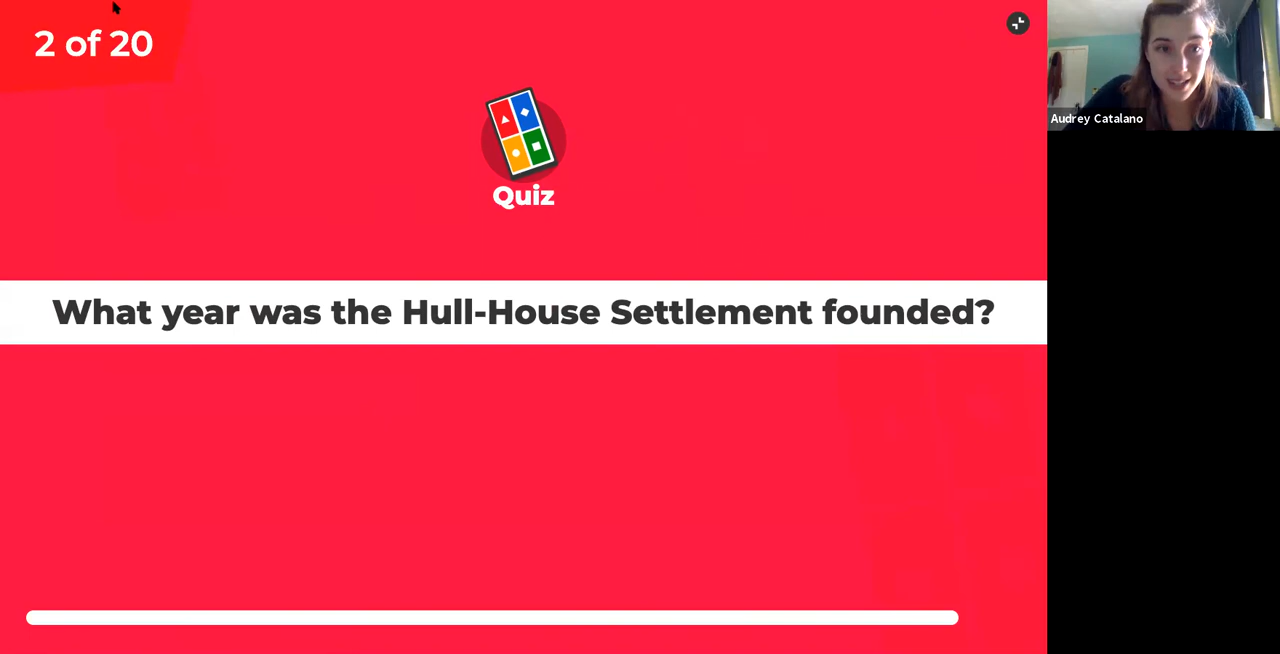 2 of 20
Quiz
What year was the Hull-House Settlement founded?
Audrey Catalano